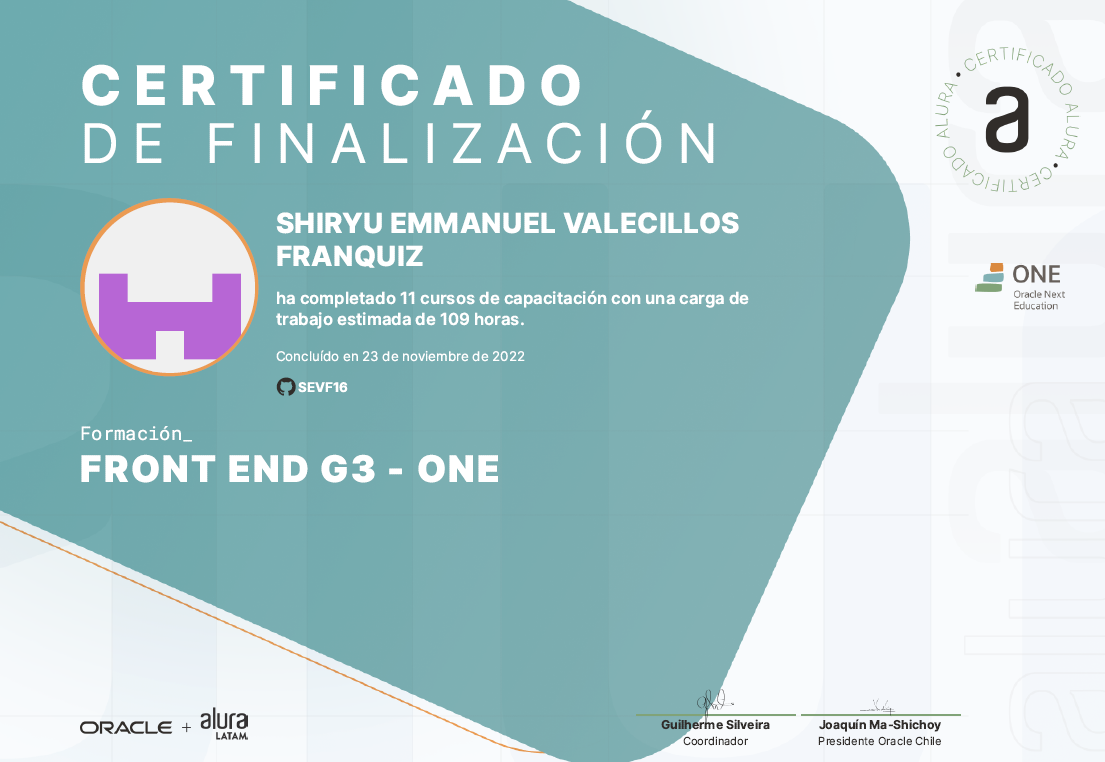 CERTIFICADO
DE FINALIZACIÓN
CERTIFICADO ALURA • CERTIFICADO ALURA •
a
SHIRYU EMMANUEL VALECILLOS
FRANQUIZ
ha completado 11 cursos de capacitación con una carga de
trabajo estimada de 109 horas.
Concluído en 23 de noviembre de 2022
SEVF16
ONE
Oracle Next
Education
Formación_
FRONT END G3 - ONE
ORACLE + alura
LATAM
Guilherme Silveira
Coordinador
Joaquín Ma-Shichoy
Presidente Oracle Chile
alura